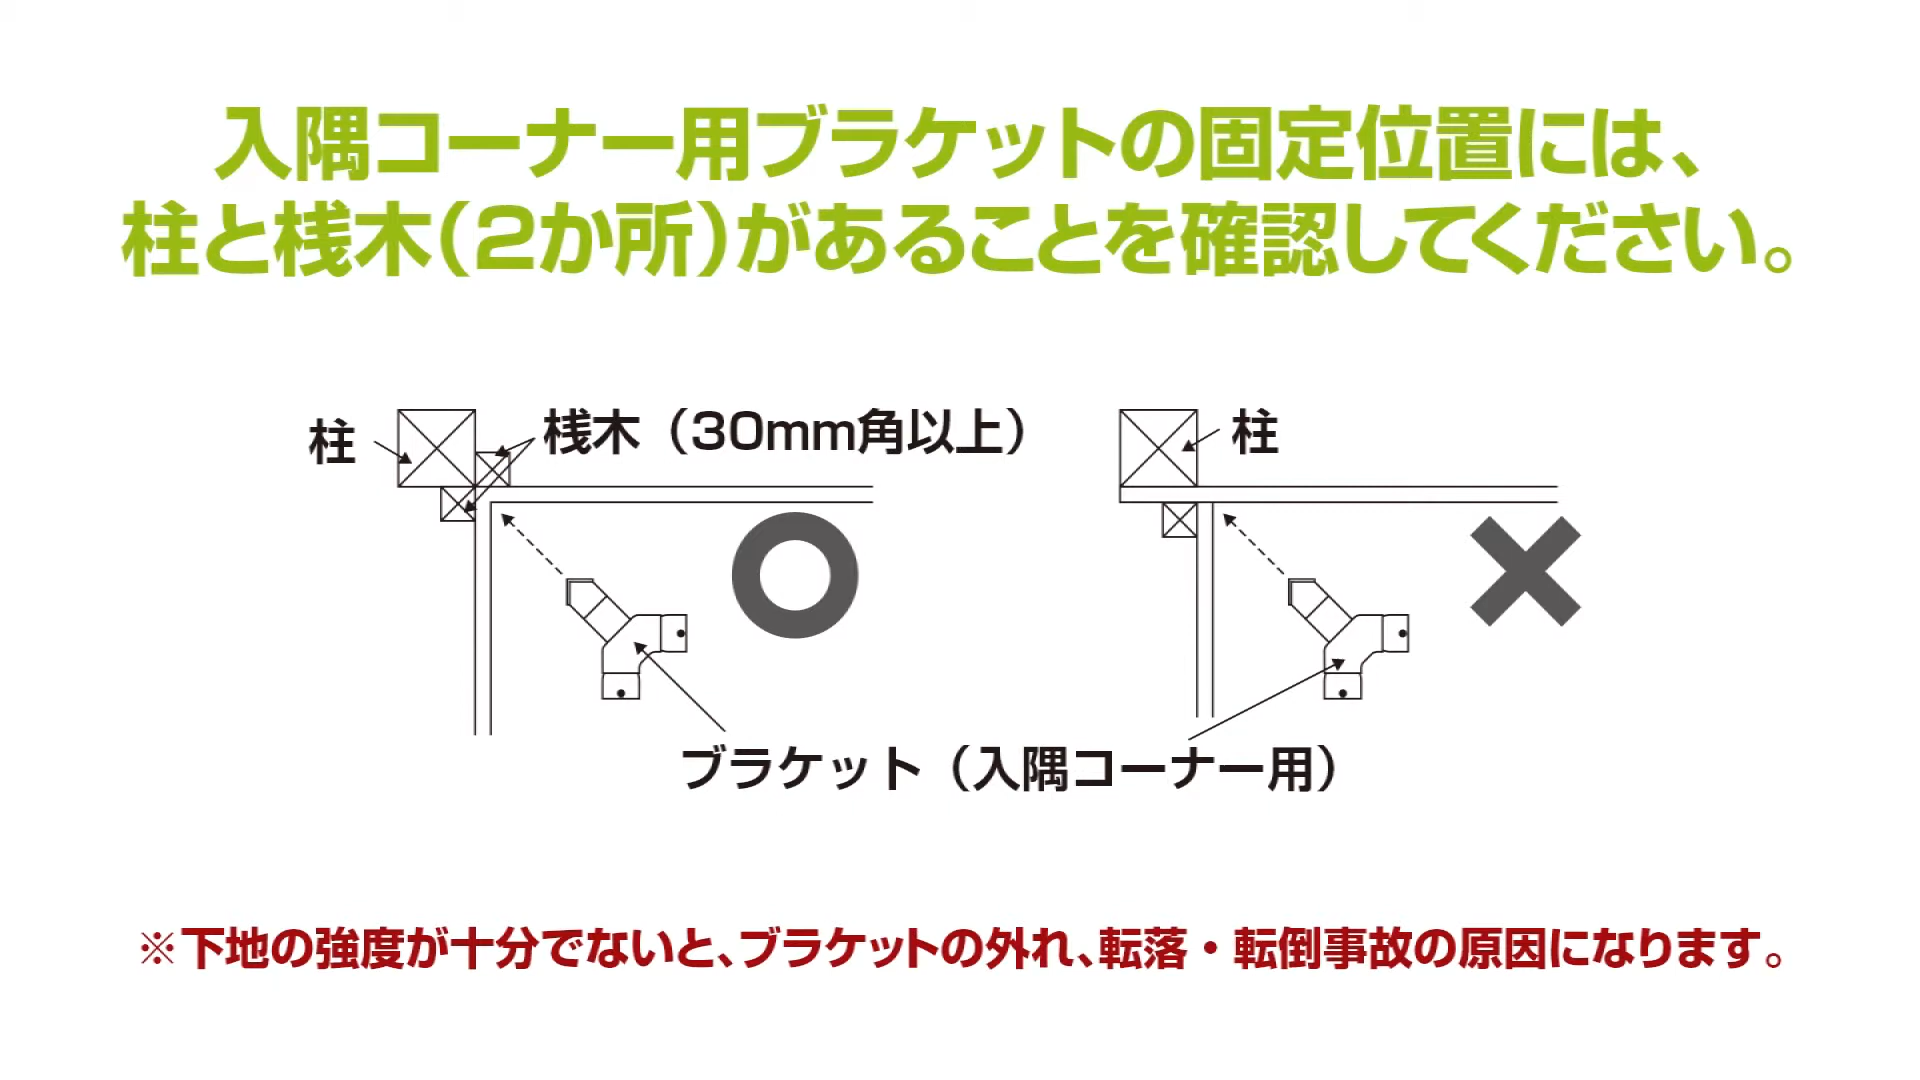 入隅コーナー用ブラケットの固定位置には、
柱と桟木（2か所）があることを確認してください。
柱
桟木（30mm角以上）
柱
ブラケット（入隅コーナー用）
※下地の強度が十分でないと、ブラケットの外れ、転落・転倒事故の原因になります。